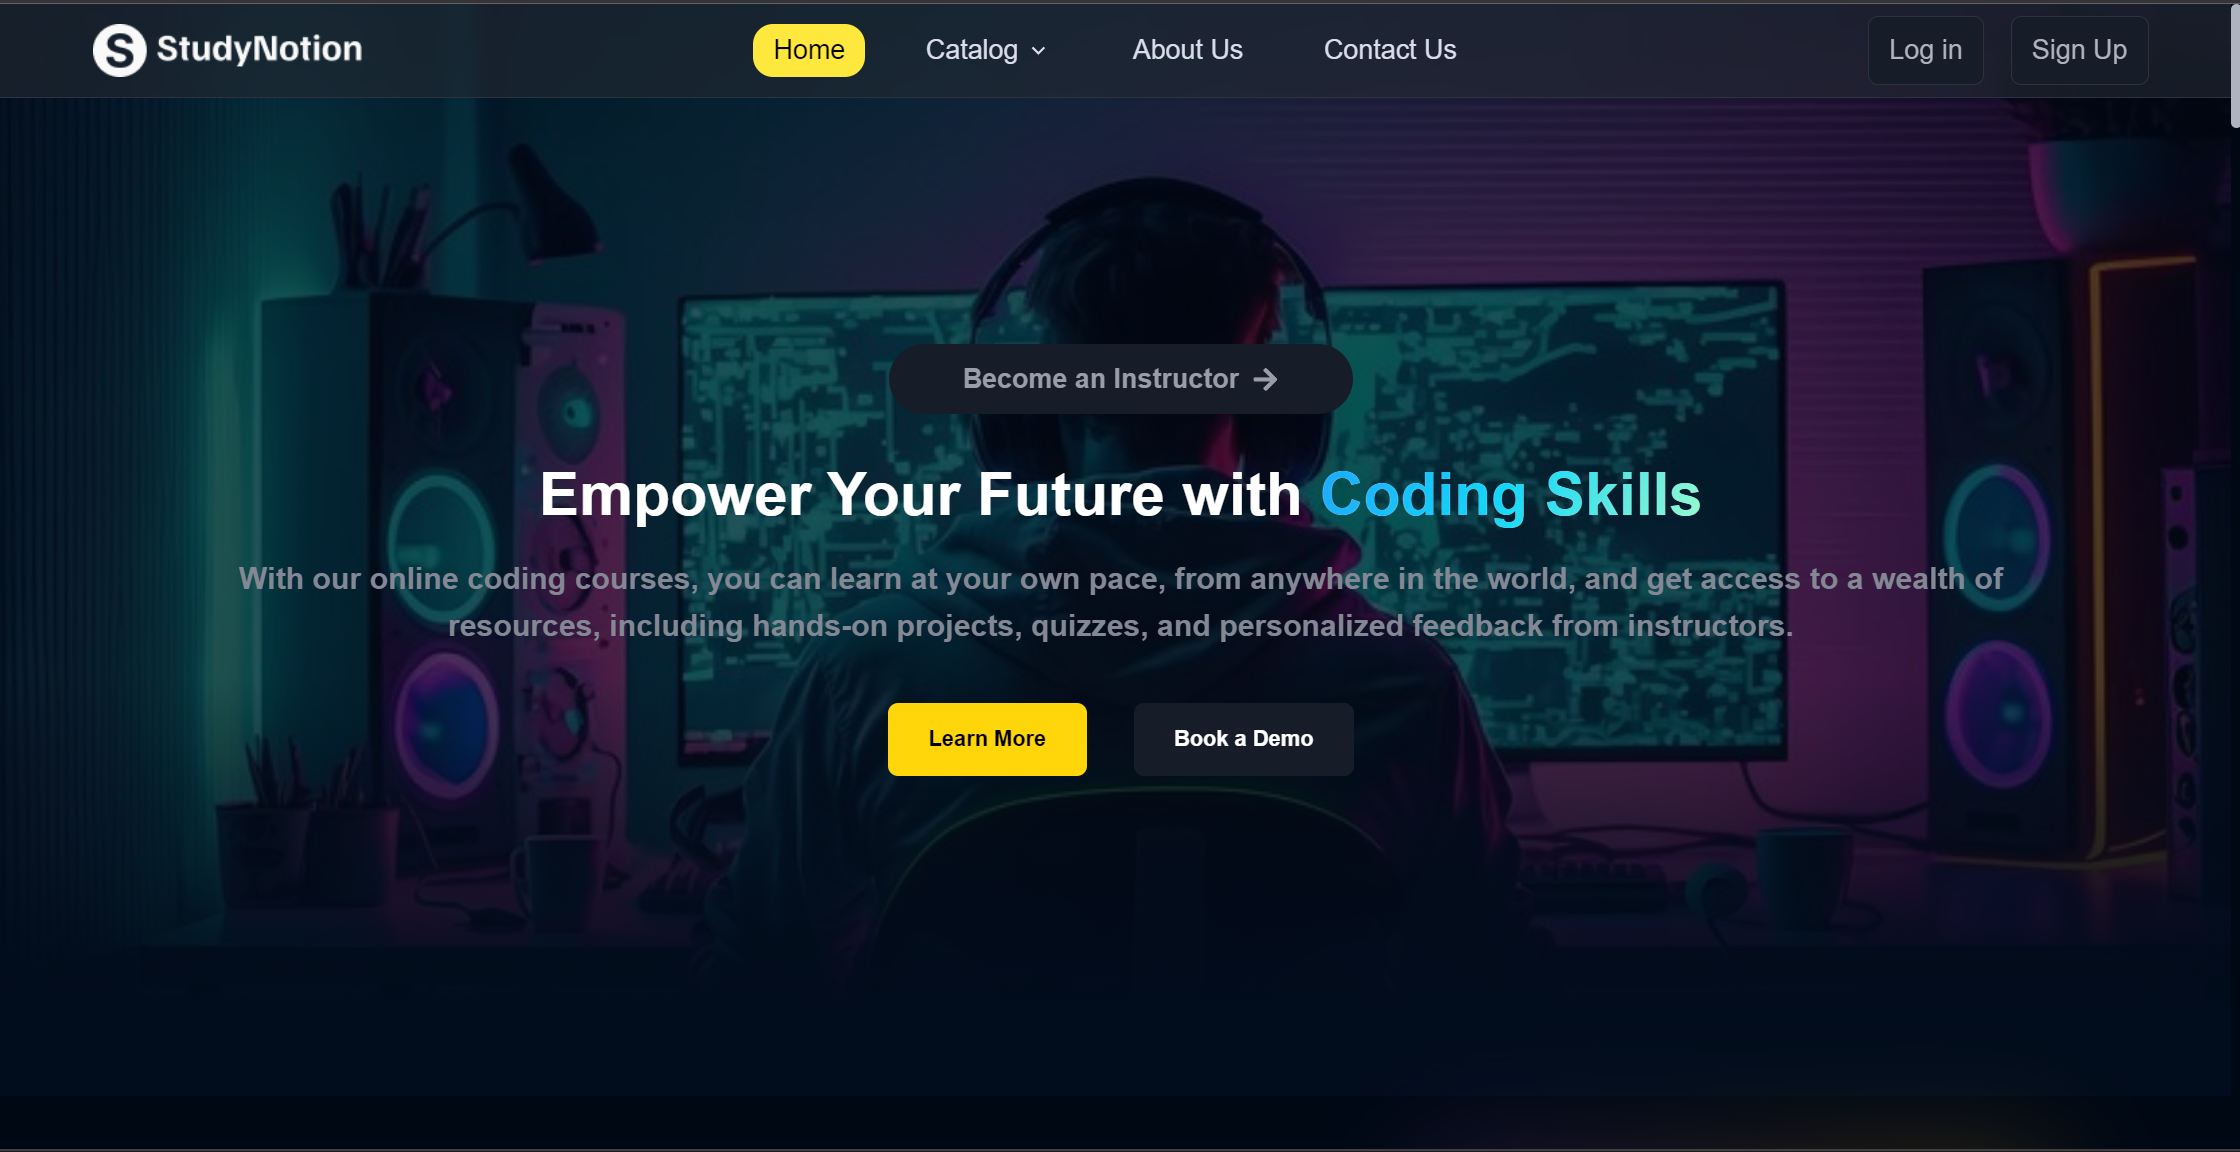 S StudyNotion
Home
Catalog
About Us
Contact Us
Log in
Sign Up
Become an Instructor →
Empower Your Future with Coding Skills
With our online coding courses, you can learn at your own pace, from anywhere in the world, and get access to a wealth of
resources, including hands-on projects, quizzes, and personalized feedback from instructors.
Learn More
Book a Demo